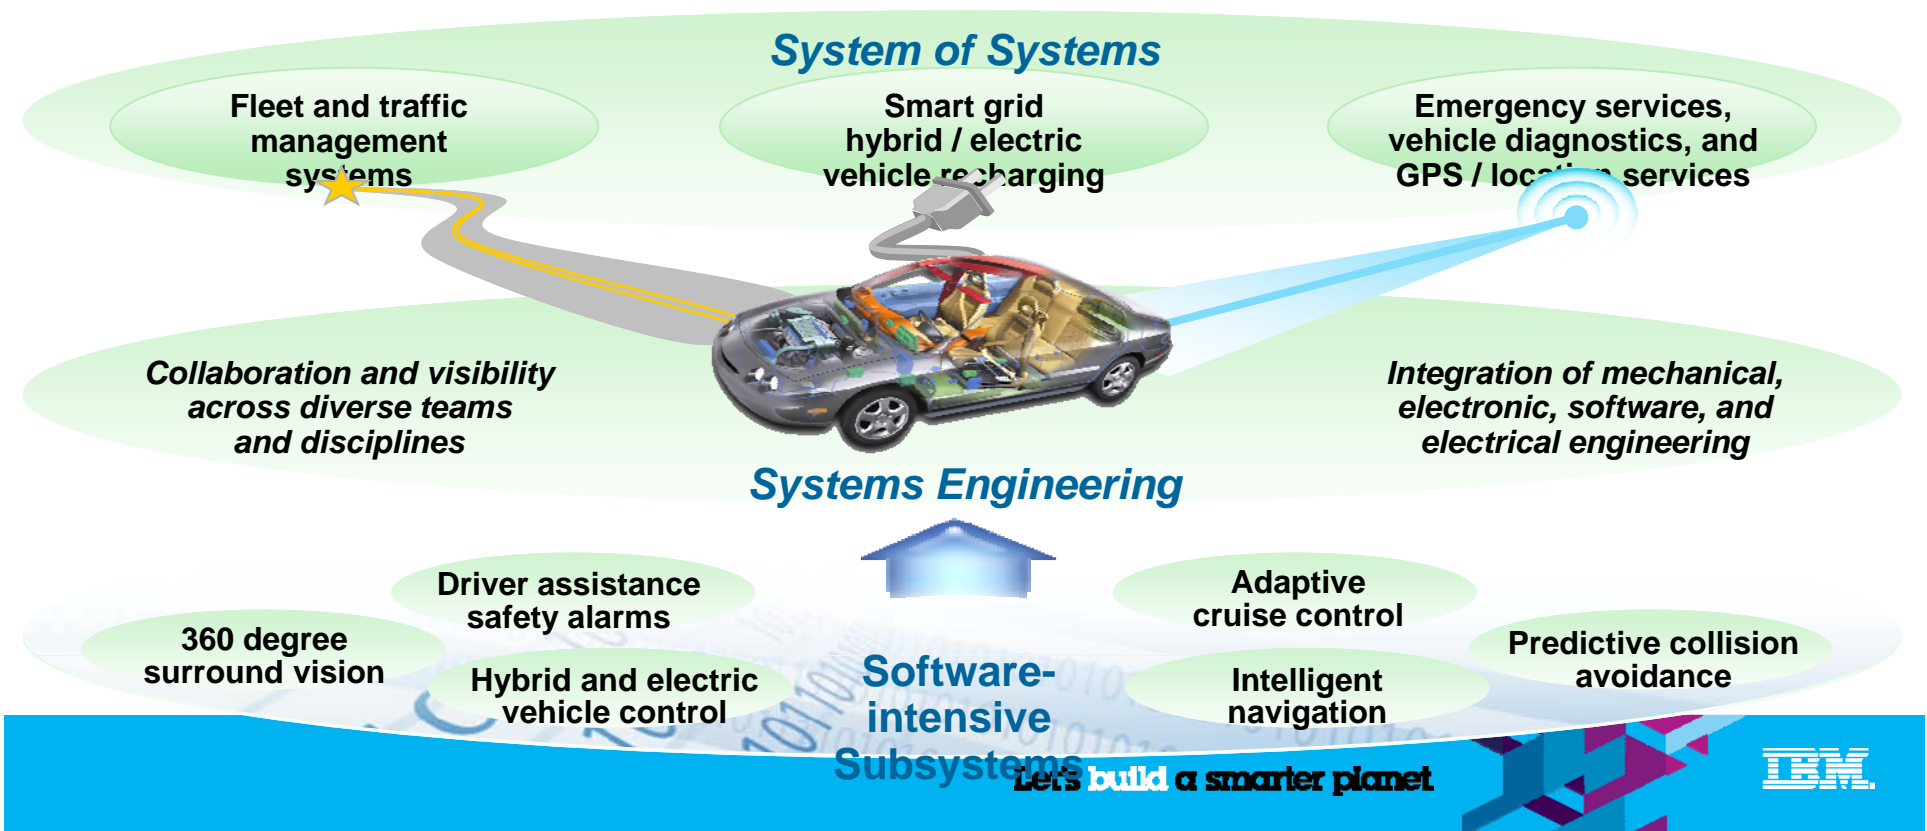 System of Systems
Fleet and traffic
management
systems
Smart grid
hybrid / electric
vehicle recharging
Emergency services,
vehicle diagnostics, and
GPS / location services
Collaboration and visibility
across diverse teams
and disciplines
Integration of mechanical,
electronic, software, and
electrical engineering
Systems Engineering
Driver assistance
safety alarms
Adaptive
cruise control
360 degree
surround vision
Predictive collision
avoidance
Hybrid and electric
vehicle control
Software-
intensive
Subsystems
Intelligent
navigation
Let's build a smarter planet
IBM.